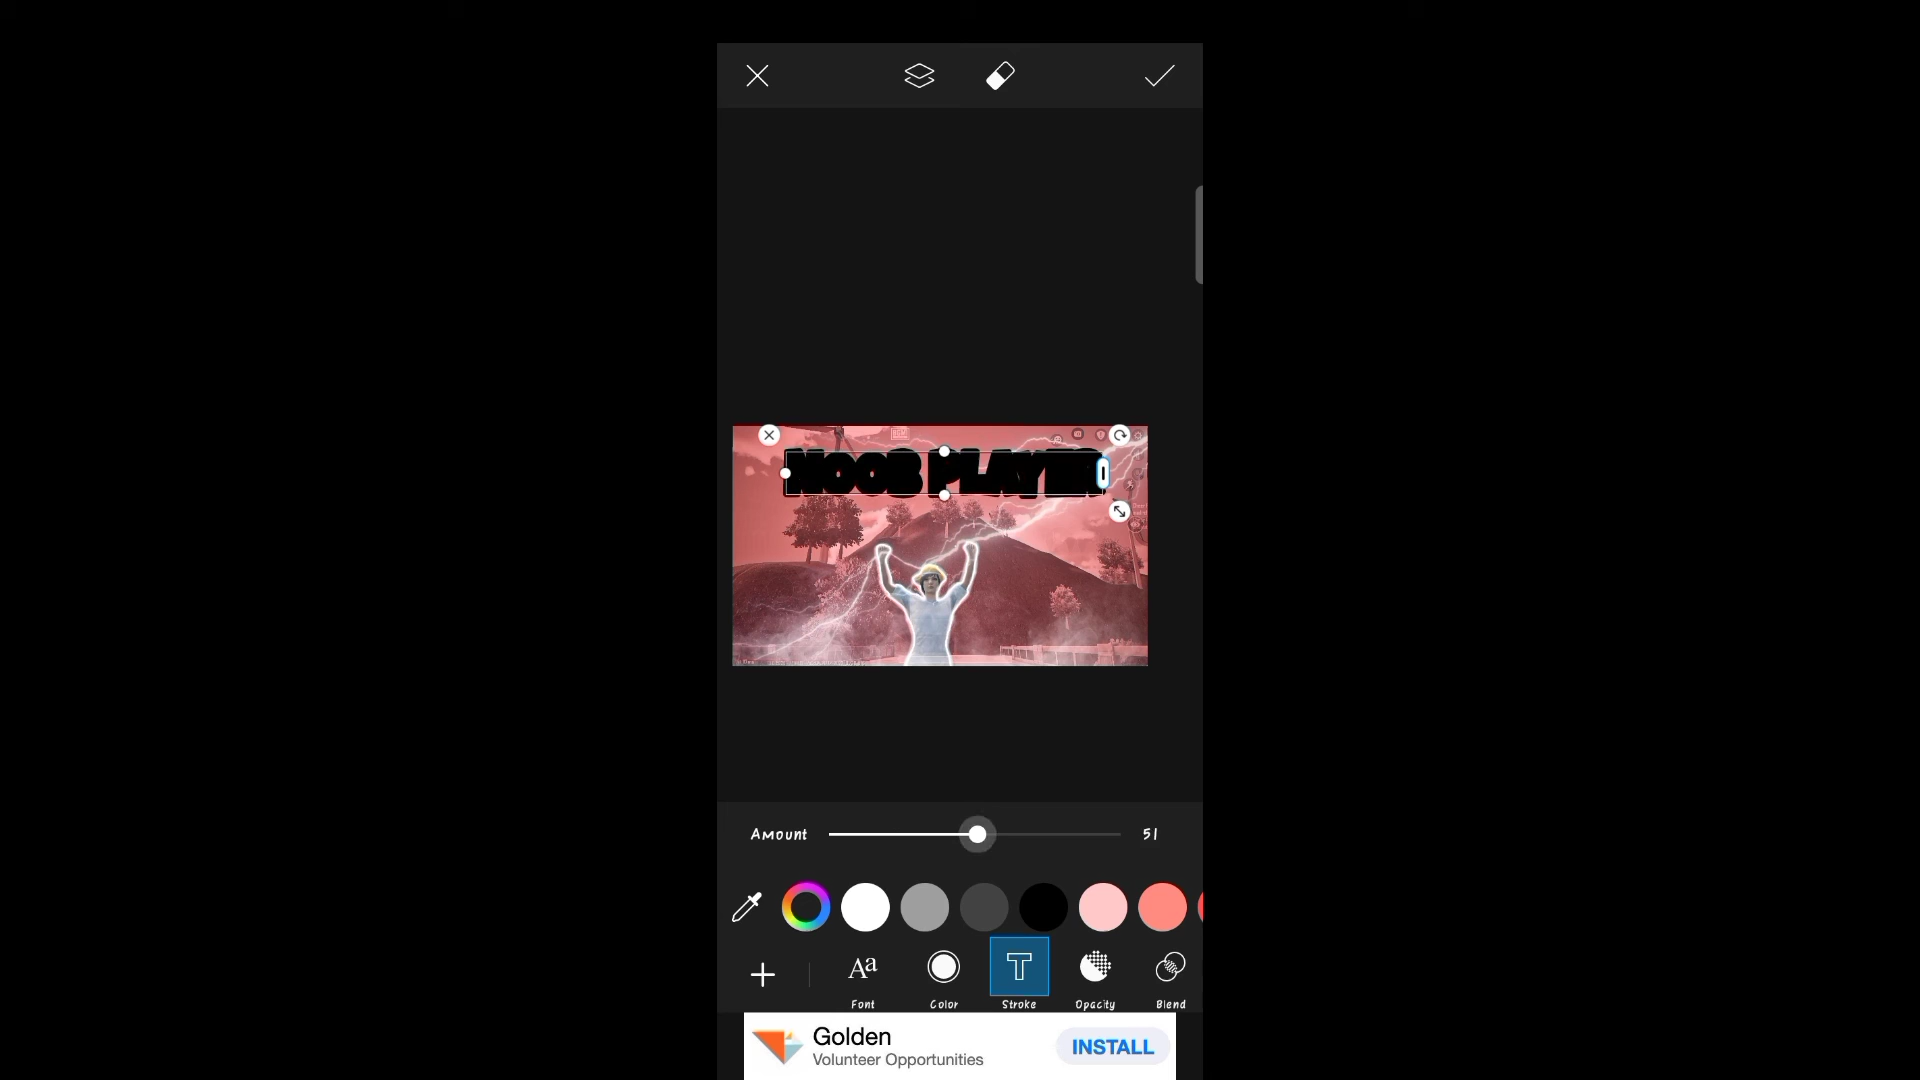 NOOB PLAYER
Amount 51
Font Color Stroke Opacity Blend
Golden
Volunteer Opportunities
INSTALL